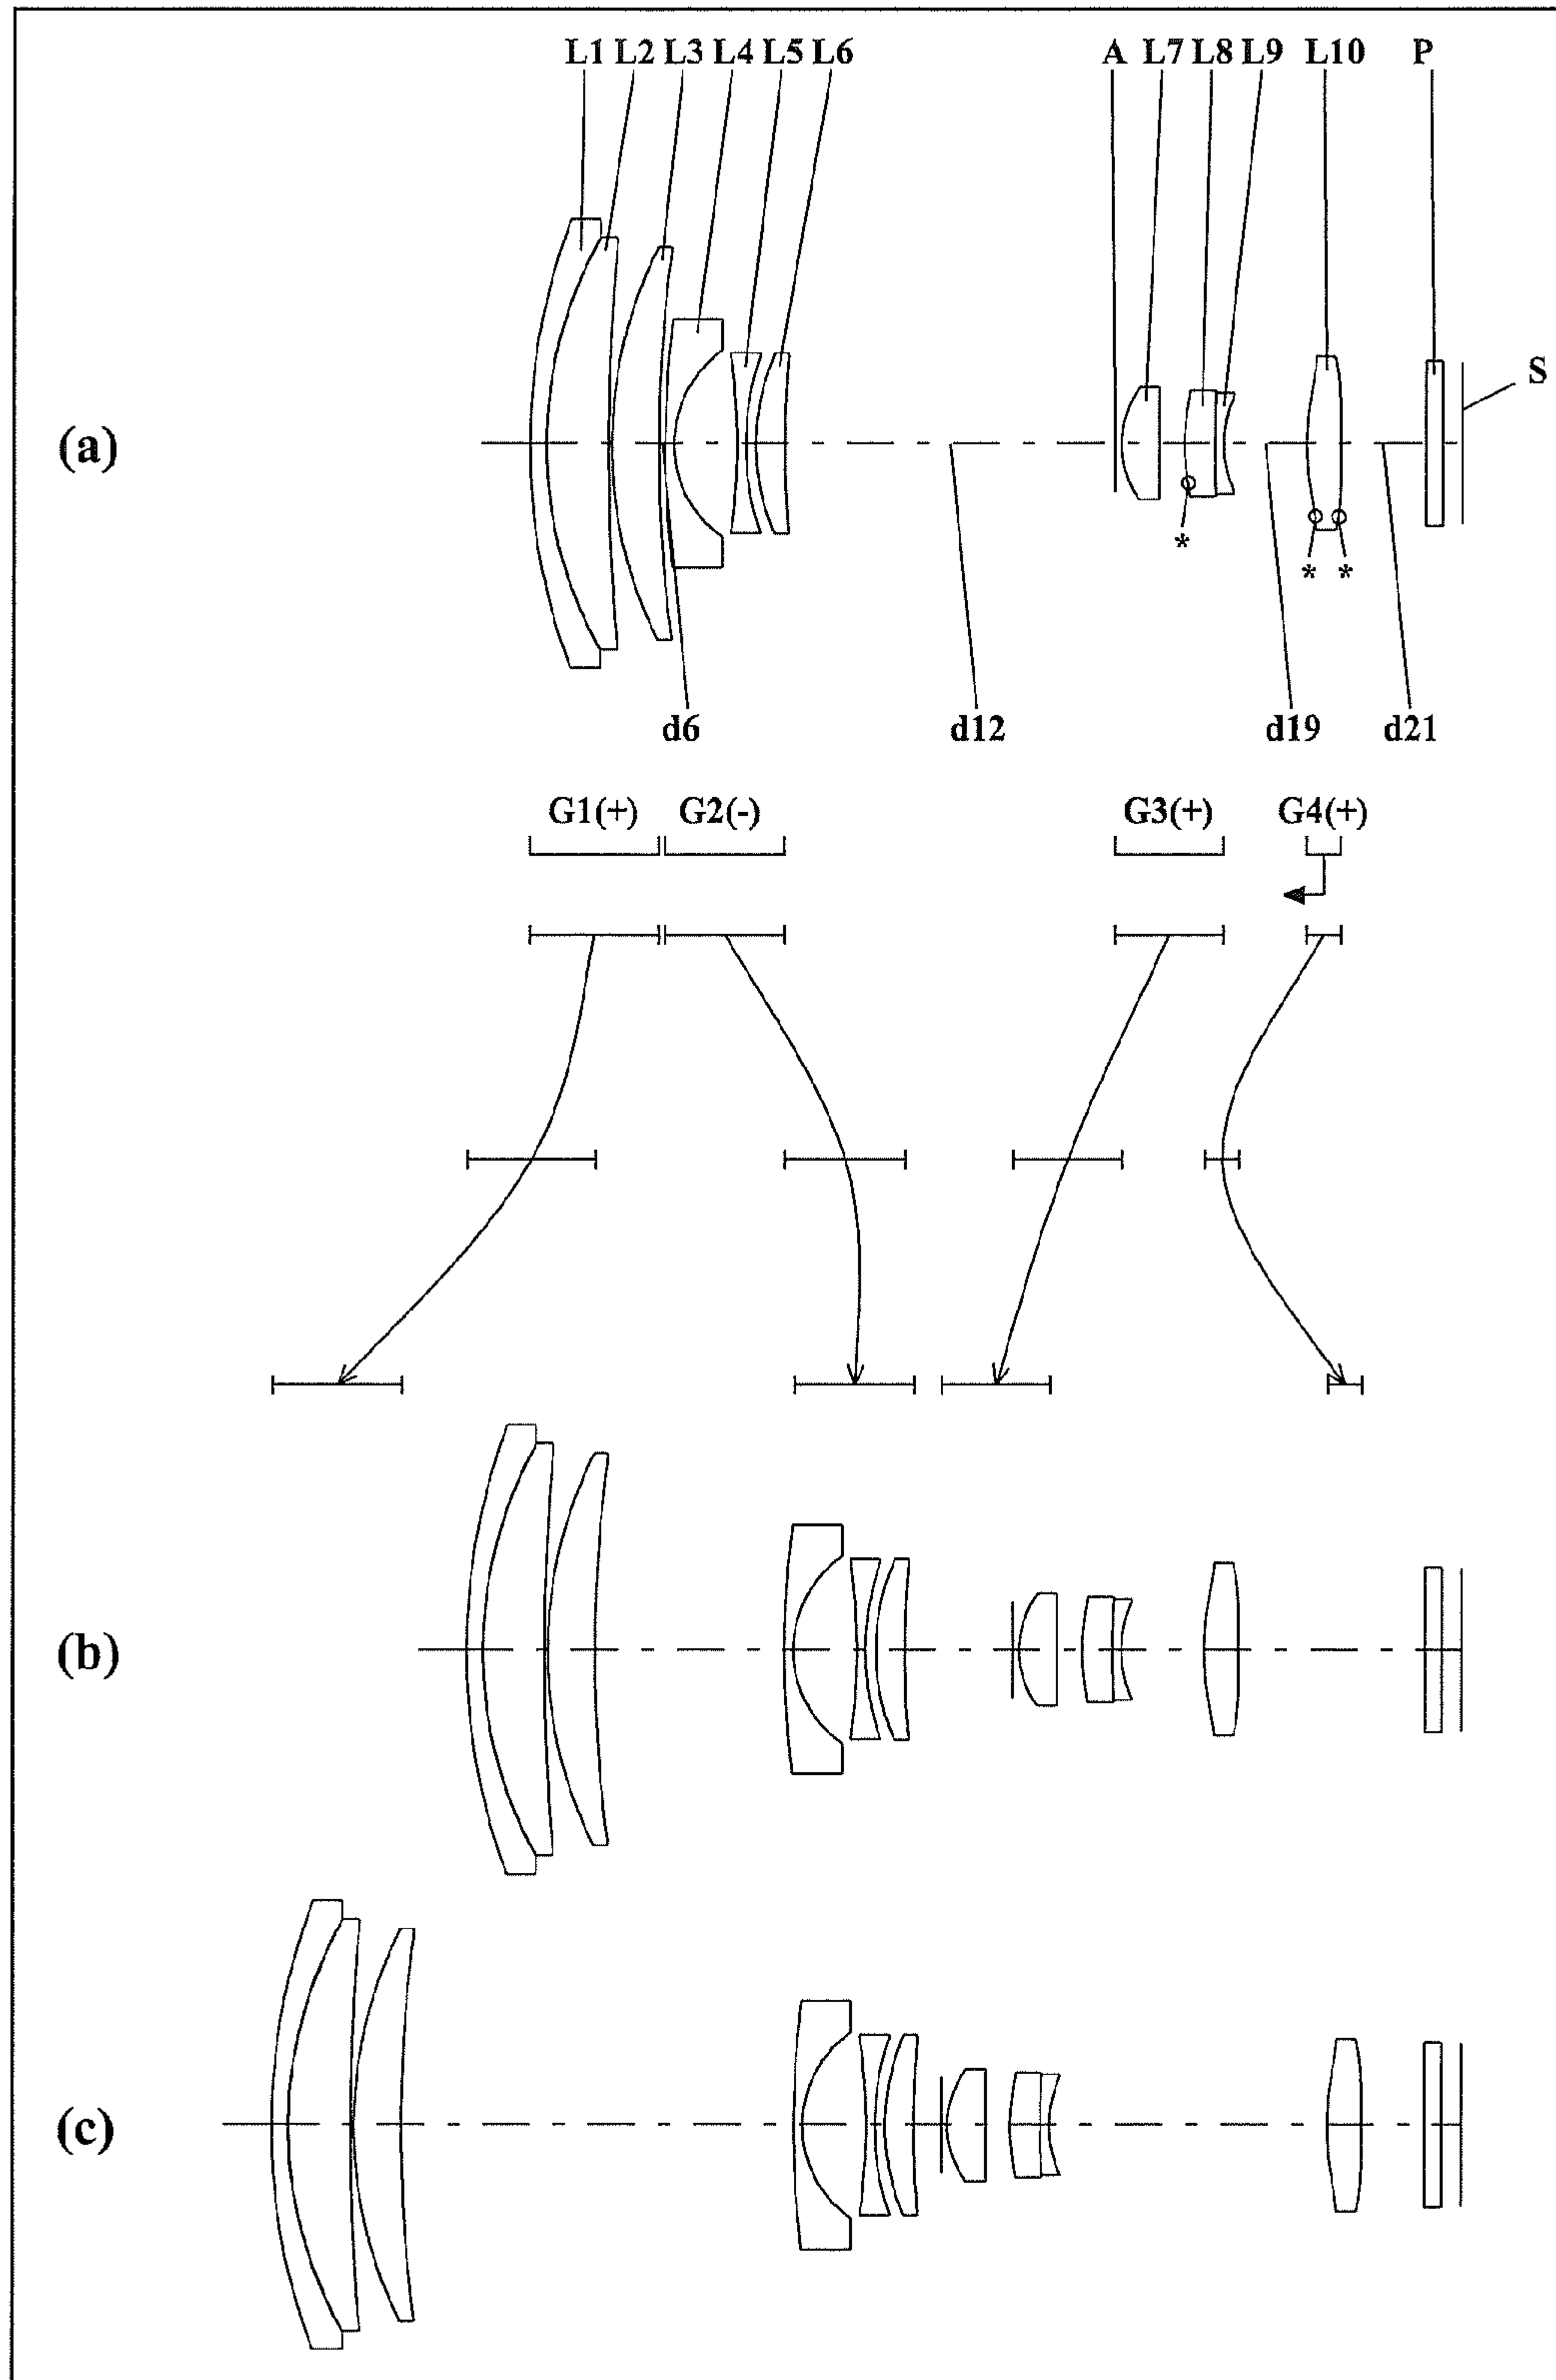 L1 L2 L3 L4 L5 L6 A L7 L8 L9 L10 P
S
(a)
*
* *
d6 d12 d19 d21
G1(+) G2(-) G3(+) G4(+)
(b)
(c)